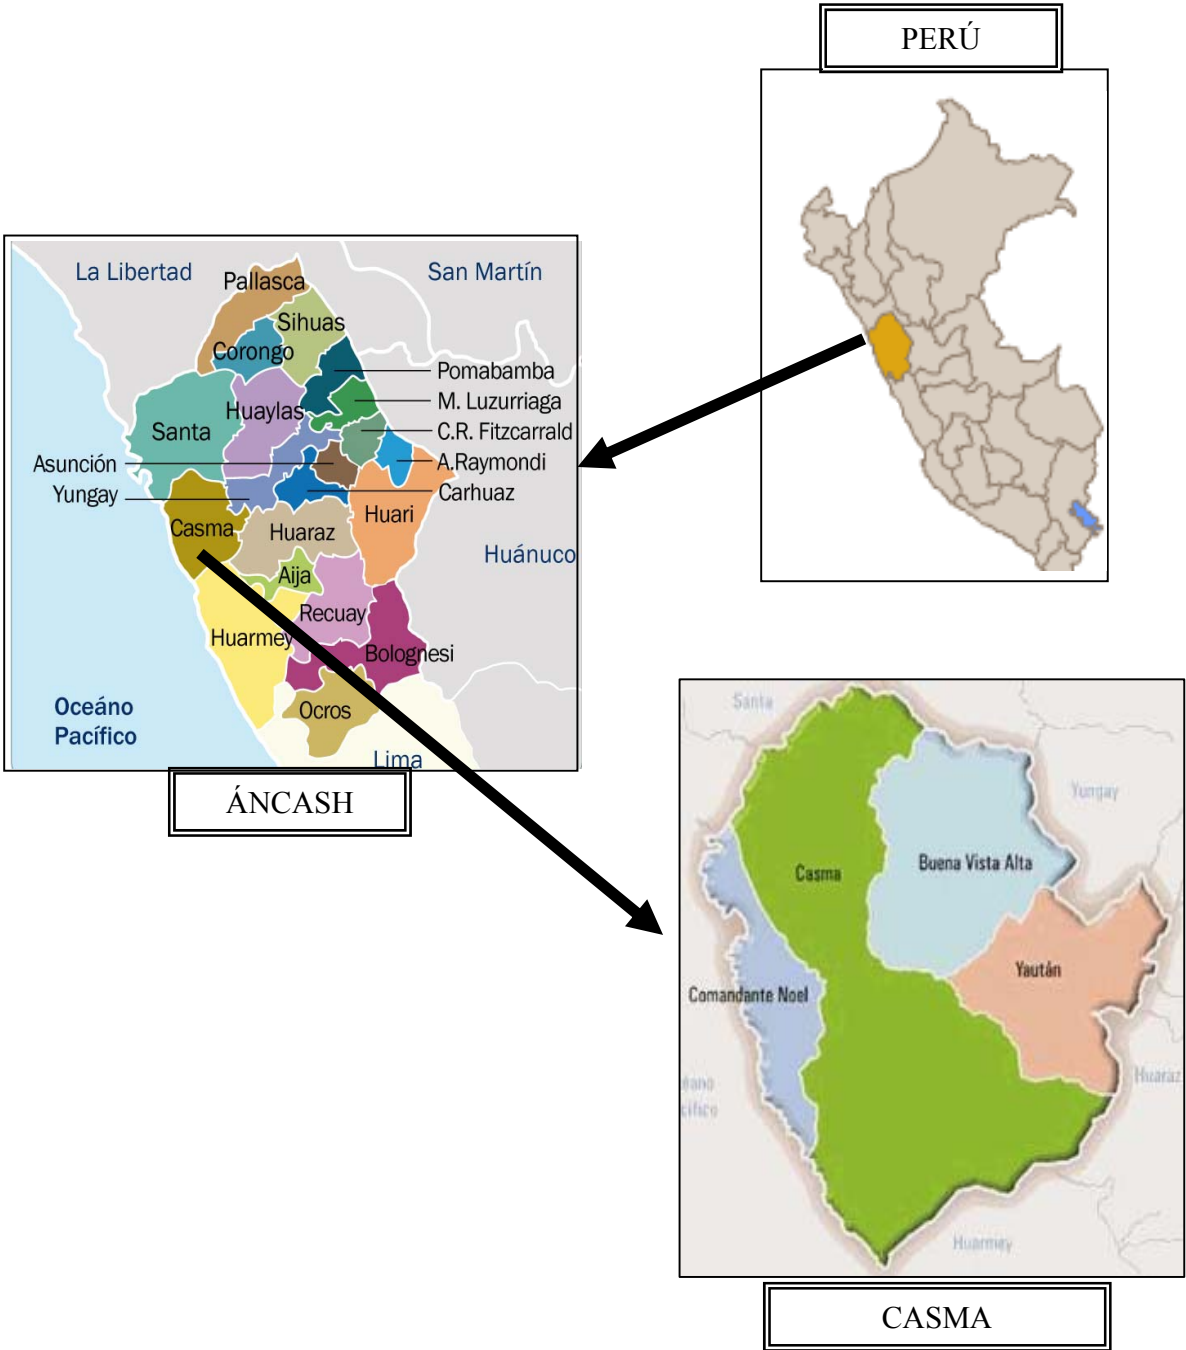 PERÚ
La Libertad
San Martín
Pallasca
Sihuas
Corongo
Pomabamba
Huaylas
M. Luzurriaga
Santa
C.R. Fitzcarrald
Asunción
A.Raymondi
Yungay
Carhuaz
Casma
Huaraz
Huari
Huánuco
Aija
Recuay
Huarmey
Bolognesi
Oceáno
Pacífico
Ocros
Lima
ÁNCASH
Santa
Yungay
Casma
Buena Vista Alta
Yaután
Comandante Noel
Huaraz
Huarmey
CASMA